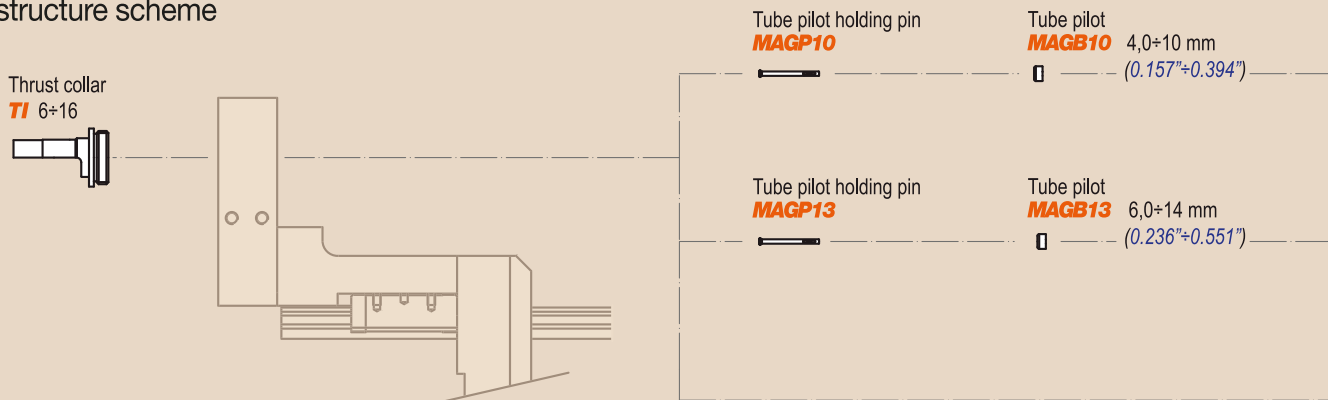 structure scheme
Thrust collar
TI 6÷16
Tube pilot holding pin
MAGP10
Tube pilot
MAGB10 4,0÷10 mm
(0.157”÷0.394”)
Tube pilot holding pin
MAGP13
Tube pilot
MAGB13 6,0÷14 mm
(0.236”÷0.551”)